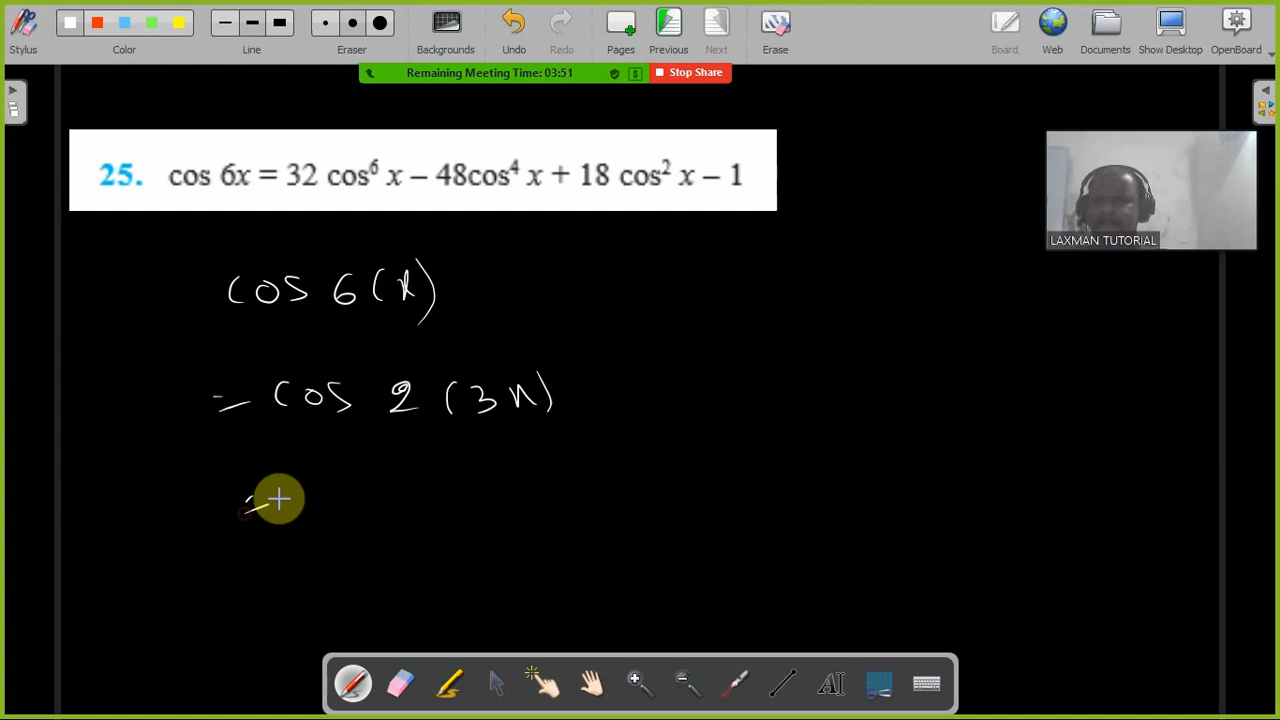 Stylus Color Line Eraser Backgrounds Undo Redo Pages Previous Next Erase Board Web Documents Show Desktop OpenBoard
Remaining Meeting Time: 03:51 $ Stop Share
25. cos 6x = 32 cos⁶ x – 48cos⁴ x + 18 cos² x – 1
LAXMAN TUTORIAL
cos 6(x)
= cos 2(3x)
=
AI